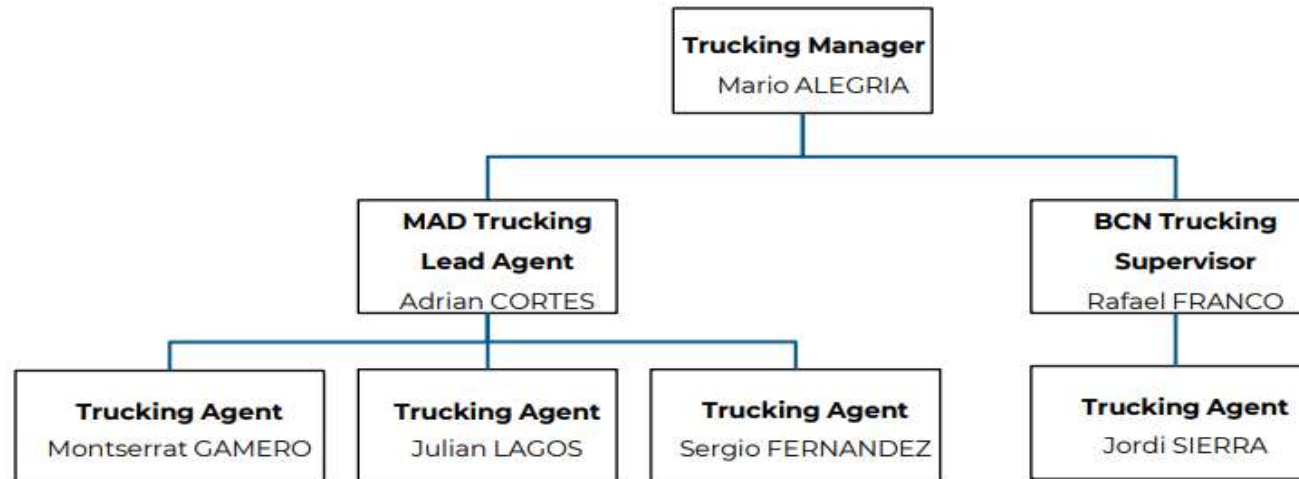 Trucking Manager
Mario ALEGRIA
MAD Trucking
Lead Agent
Adrian CORTES
BCN Trucking
Supervisor
Rafael FRANCO
Trucking Agent
Montserrat GAMERO
Trucking Agent
Julian LAGOS
Trucking Agent
Sergio FERNANDEZ
Trucking Agent
Jordi SIERRA